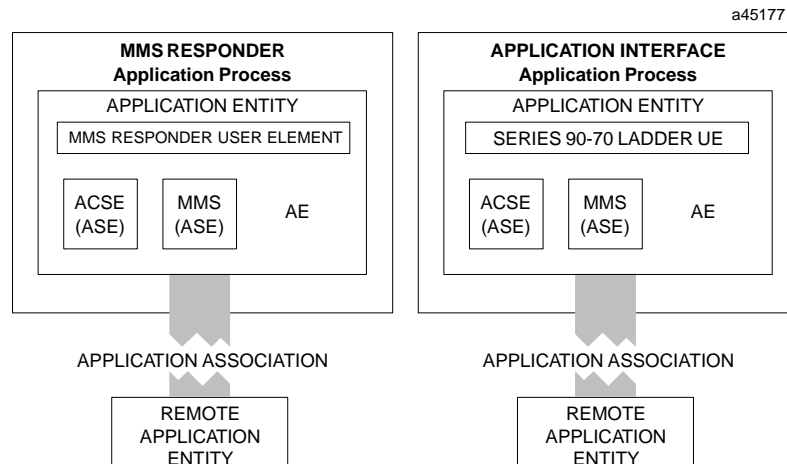 a45177
MMS RESPONDER
Application Process
APPLICATION ENTITY
MMS RESPONDER USER ELEMENT
ACSE
(ASE)
MMS
(ASE)
AE
APPLICATION ASSOCIATION
REMOTE
APPLICATION
ENTITY
APPLICATION INTERFACE
Application Process
APPLICATION ENTITY
SERIES 90-70 LADDER UE
ACSE
(ASE)
MMS
(ASE)
AE
APPLICATION ASSOCIATION
REMOTE
APPLICATION
ENTITY